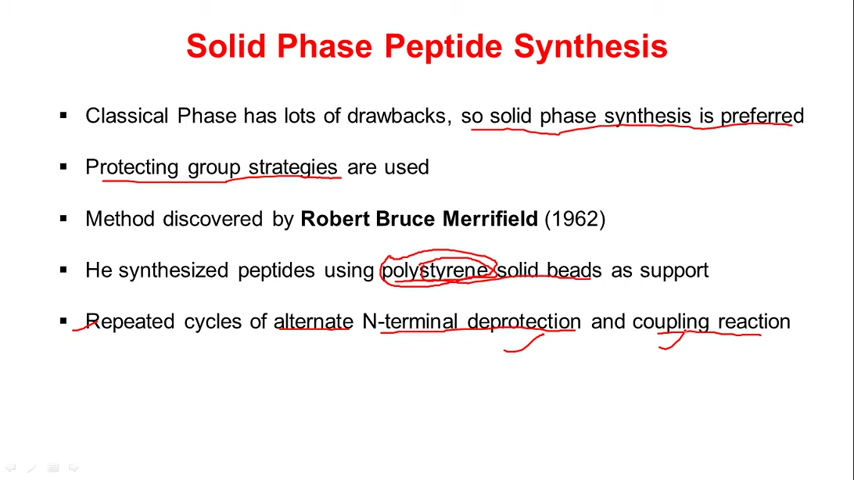 Solid Phase Peptide Synthesis
▪ Classical Phase has lots of drawbacks, so solid phase synthesis is preferred
▪ Protecting group strategies are used
▪ Method discovered by Robert Bruce Merrifield (1962)
▪ He synthesized peptides using polystyrene solid beads as support
▪ Repeated cycles of alternate N-terminal deprotection and coupling reaction